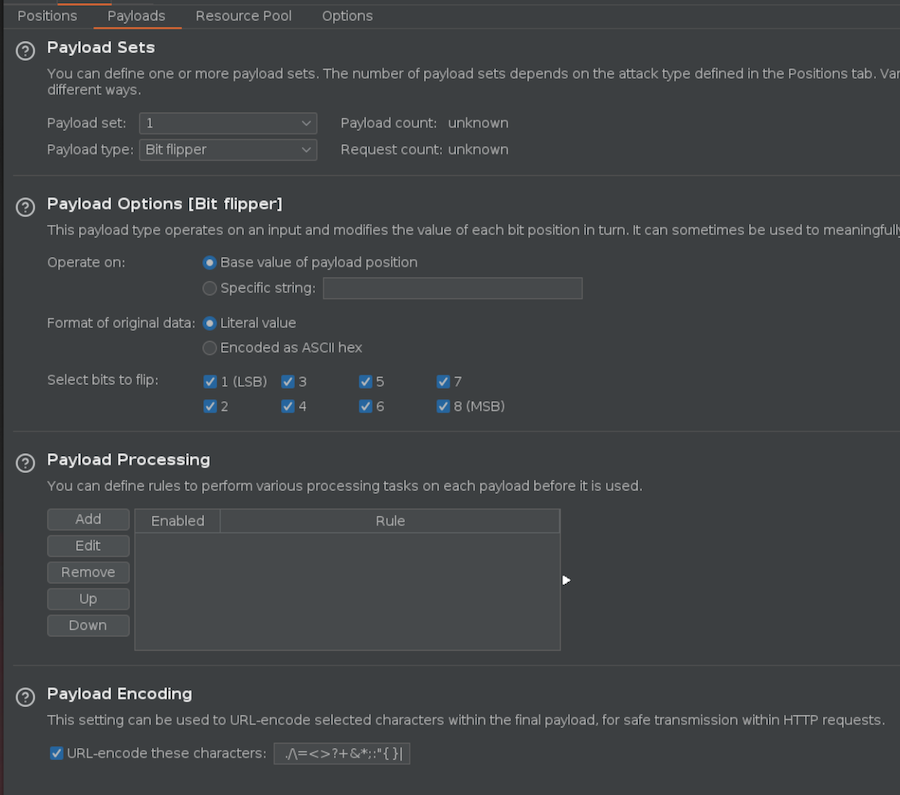 Positions Payloads Resource Pool Options
Payload Sets
You can define one or more payload sets. The number of payload sets depends on the attack type defined in the Positions tab. Var
different ways.
Payload set: 1 Payload count: unknown
Payload type: Bit flipper Request count: unknown
Payload Options [Bit flipper]
This payload type operates on an input and modifies the value of each bit position in turn. It can sometimes be used to meaningfully
Operate on: Base value of payload position
Specific string:
Format of original data: Literal value
Encoded as ASCII hex
Select bits to flip: 1 (LSB) 3 5 7
2 4 6 8 (MSB)
Payload Processing
You can define rules to perform various processing tasks on each payload before it is used.
Add Enabled Rule
Edit
Remove
Up
Down
Payload Encoding
This setting can be used to URL-encode selected characters within the final payload, for safe transmission within HTTP requests.
URL-encode these characters: ./\=<>?+&*;:"{}|